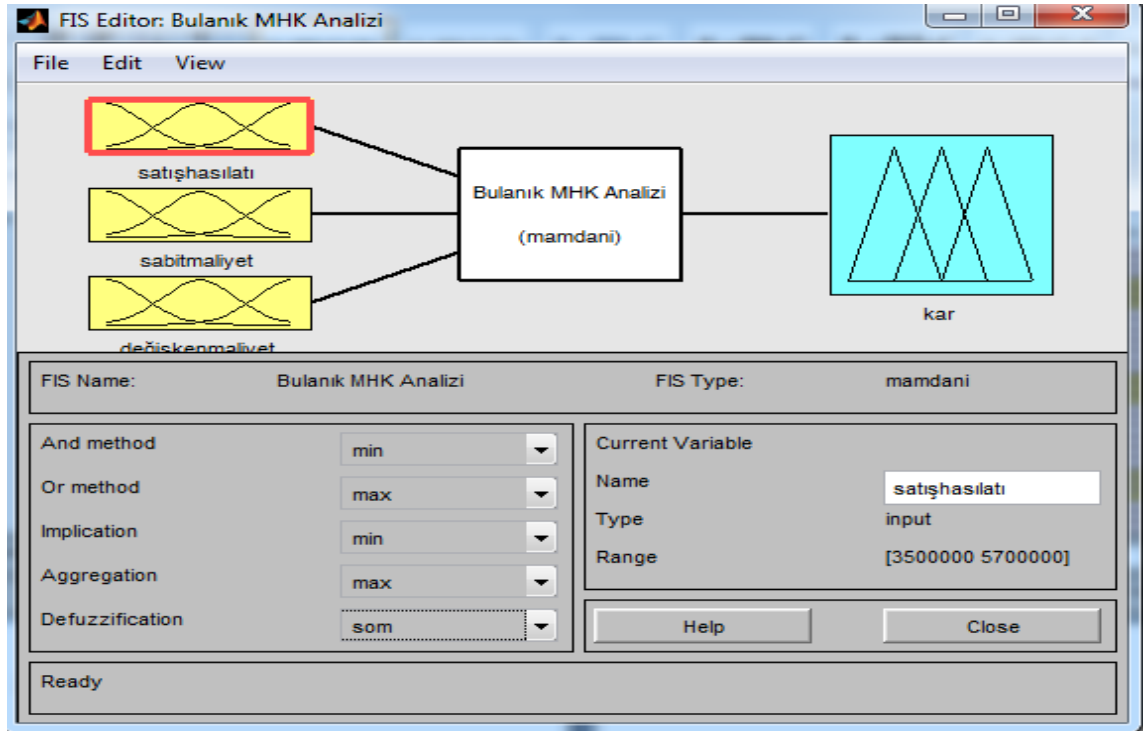 FIS Editor: Bulanık MHK Analizi
File Edit View
satışhasılatı
sabitmaliyet
değişkenmaliyet
Bulanık MHK Analizi
(mamdani)
kar
FIS Name: Bulanık MHK Analizi FIS Type: mamdani
And method min
Or method max
Implication min
Aggregation max
Defuzzification som
Current Variable
Name satışhasılatı
Type input
Range [3500000 5700000]
Help Close
Ready